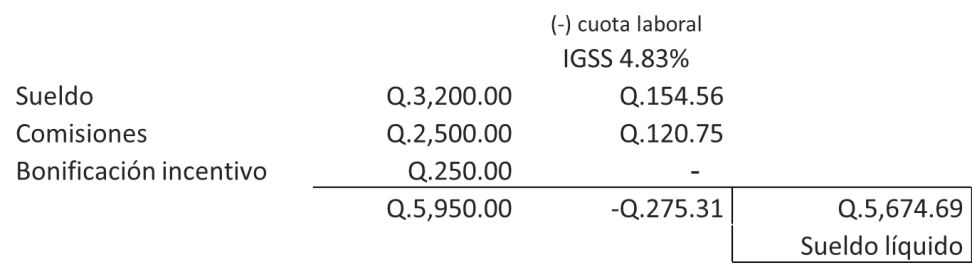 (-) cuota laboral
IGSS 4.83%
Sueldo Q.3,200.00 Q.154.56
Comisiones Q.2,500.00 Q.120.75
Bonificación incentivo Q.250.00 -
Q.5,950.00 -Q.275.31 Q.5,674.69
Sueldo líquido